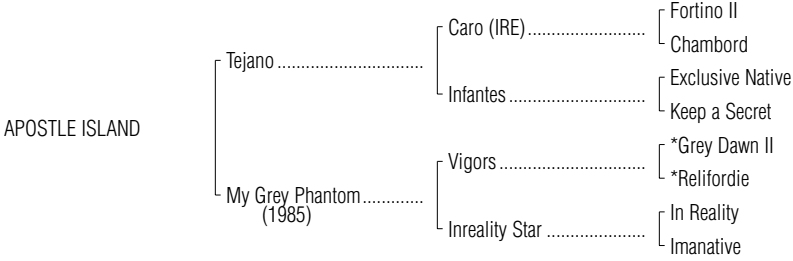 Fortino II
Caro (IRE)
Chambord
Tejano
Exclusive Native
Infantes
Keep a Secret
APOSTLE ISLAND
*Grey Dawn II
Vigors
*Relifordie
My Grey Phantom
(1985)
In Reality
Inreality Star
Imanative